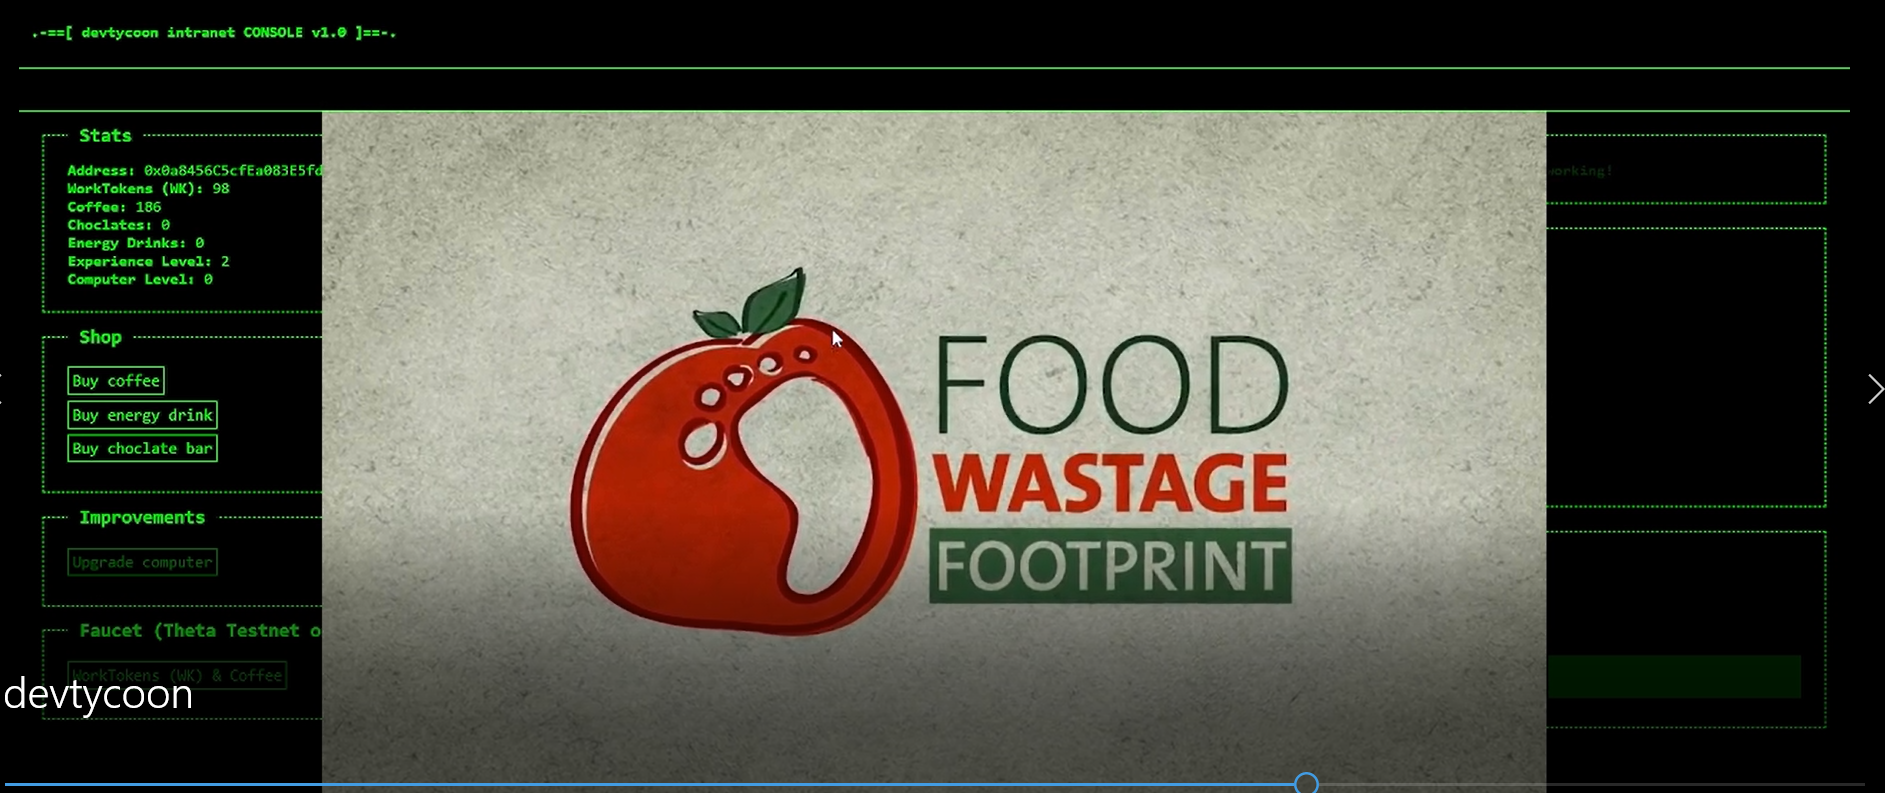 .-==[ devtycoon intranet CONSOLE v1.0 ]==-.
Stats
Address: 0x0a8456C5cfEa083E5fd
WorkTokens (WK): 98
Coffee: 186
Choclates: 0
Energy Drinks: 0
Experience Level: 2
Computer Level: 0
Shop
Buy coffee
Buy energy drink
Buy choclate bar
Improvements
Upgrade computer
Faucet (Theta Testnet o
WorkTokens (WK) & Coffee
devtycoon
FOOD
WASTAGE
FOOTPRINT
working!